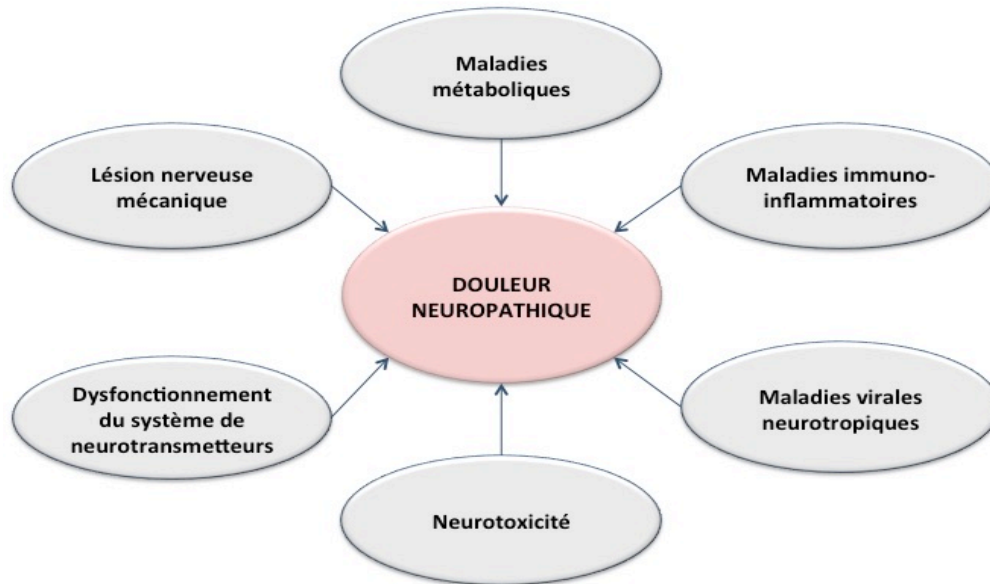 Maladies
métaboliques
Lésion nerveuse
mécanique
Maladies immuno-
inflammatoires
DOULEUR
NEUROPATHIQUE
Dysfonctionnement
du système de
neurotransmetteurs
Maladies virales
neurotropiques
Neurotoxicité